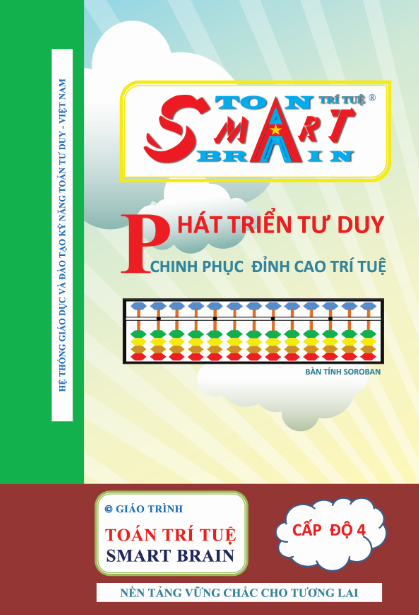 HỆ THỐNG GIÁO DỤC VÀ ĐÀO TẠO KỸ NĂNG TOÁN TƯ DUY - VIỆT NAM
TOAN TRÍ TUỆ ®
SMART
BRAIN
PHÁT TRIỂN TƯ DUY
CHINH PHỤC ĐỈNH CAO TRÍ TUỆ
BÀN TÍNH SOROBAN
© GIÁO TRÌNH
TOÁN TRÍ TUỆ
SMART BRAIN
CẤP ĐỘ 4
NỀN TẢNG VỮNG CHẮC CHO TƯƠNG LAI